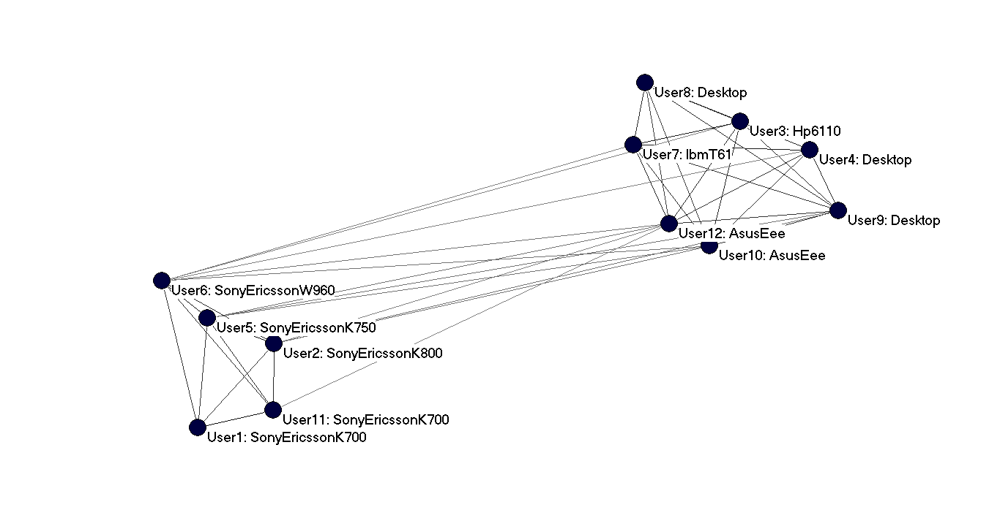 User8: Desktop
User3: Hp6110
User7: IbmT61
User4: Desktop
User9: Desktop
User12: AsusEee
User10: AsusEee
User6: SonyEricssonW960
User5: SonyEricssonK750
User2: SonyEricssonK800
User11: SonyEricssonK700
User1: SonyEricssonK700